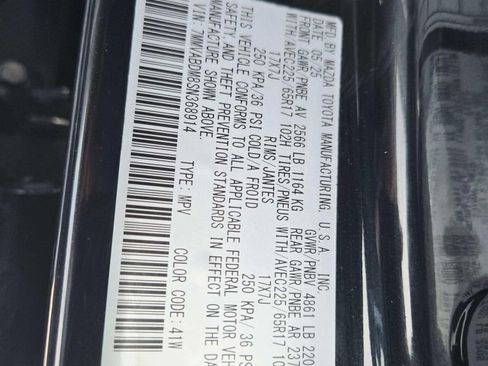 MFD. BY MAZDA TOYOTA MANUFACTURING, U.S.A., INC.
DATE 05/25 GVWR/PNBV 4861 LB 220
FRONT GAWR/PNBE AV 2566 LB 1164 KG REAR GAWR/PNBE AR 237
WITH AVEC225/65R17 102H TIRES/PNEUS WITH AVEC225/65R17 10
17X7J RIMS/JANTES 17X7J
250 KPA/36 PSI COLD/A FROID 250 KPA/36 PS
THIS VEHICLE CONFORMS TO ALL APPLICABLE FEDERAL MOTOR VEH
SAFETY AND THEFT PREVENTION STANDARDS IN EFFECT ON THE DA
MANUFACTURE SHOWN ABOVE.
VIN: 7MMVABDM8SN368914 TYPE: MPV COLOR CODE: 41W